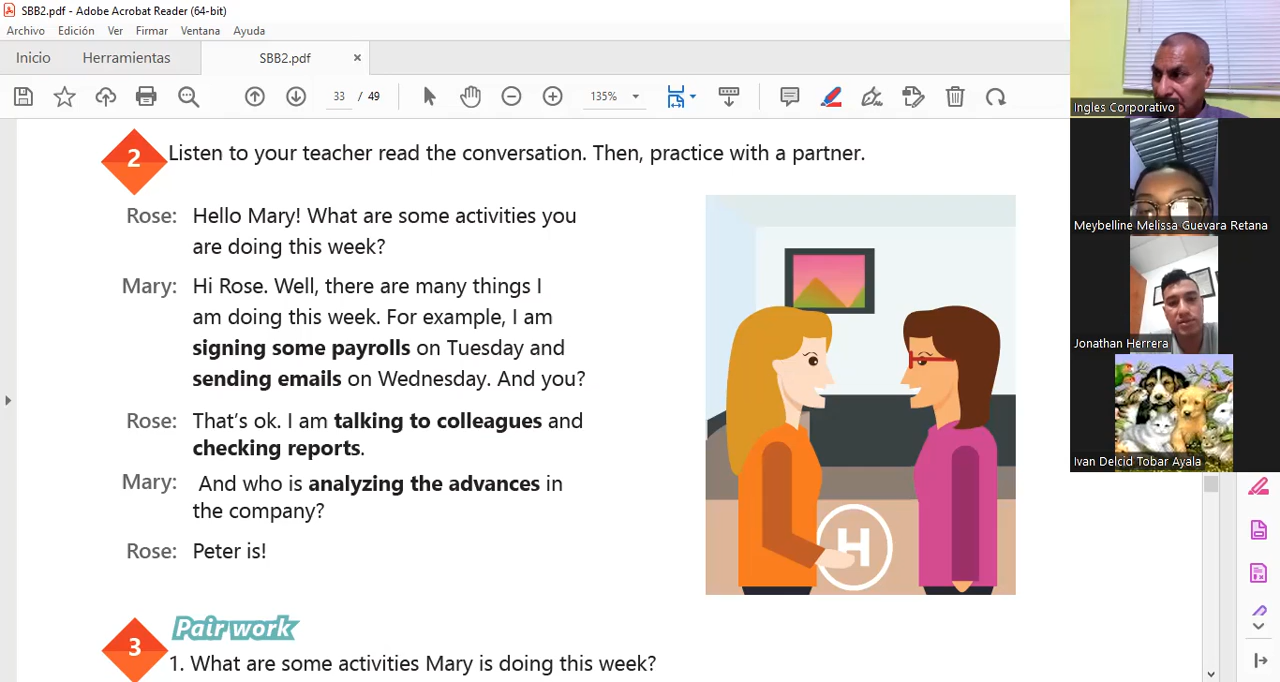 SBB2.pdf - Adobe Acrobat Reader (64-bit)
Archivo Edición Ver Firmar Ventana Ayuda
Inicio Herramientas SBB2.pdf ×
33 / 49 135%
2 Listen to your teacher read the conversation. Then, practice with a partner.
Rose: Hello Mary! What are some activities you
are doing this week?
Mary: Hi Rose. Well, there are many things I
am doing this week. For example, I am
signing some payrolls on Tuesday and
sending emails on Wednesday. And you?
Rose: That's ok. I am talking to colleagues and
checking reports.
Mary: And who is analyzing the advances in
the company?
Rose: Peter is!
H
3 Pair work
1. What are some activities Mary is doing this week?
Ingles Corporativo
Meybelline Melissa Guevara Retana
Jonathan Herrera
Ivan Delcid Tobar Ayala